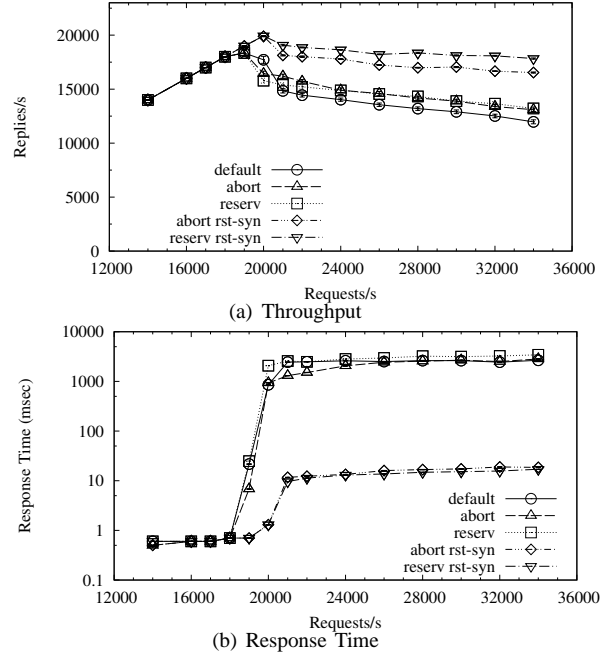 20000
15000
10000
5000
0
Replies/s
default
abort
reserv
abort rst-syn
reserv rst-syn
12000 16000 20000 24000 28000 32000 36000
Requests/s
(a) Throughput
10000
1000
100
10
1
0.1
Response Time (msec)
default
abort
reserv
abort rst-syn
reserv rst-syn
12000 16000 20000 24000 28000 32000 36000
Requests/s
(b) Response Time